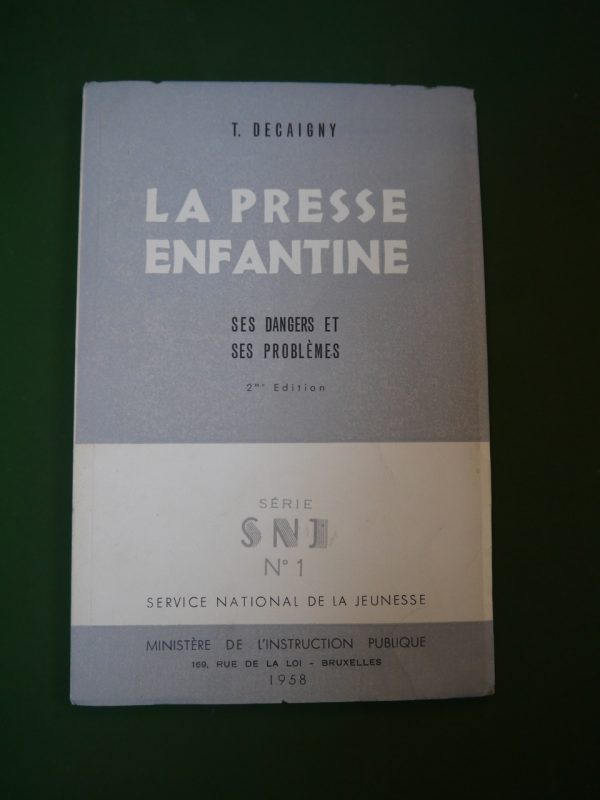 T. DECAIGNY
LA PRESSE
ENFANTINE
SES DANGERS ET
SES PROBLÈMES
2me Edition
SÉRIE
SNJ
N° 1
SERVICE NATIONAL DE LA JEUNESSE
MINISTÈRE DE L'INSTRUCTION PUBLIQUE
169, RUE DE LA LOI - BRUXELLES
1958